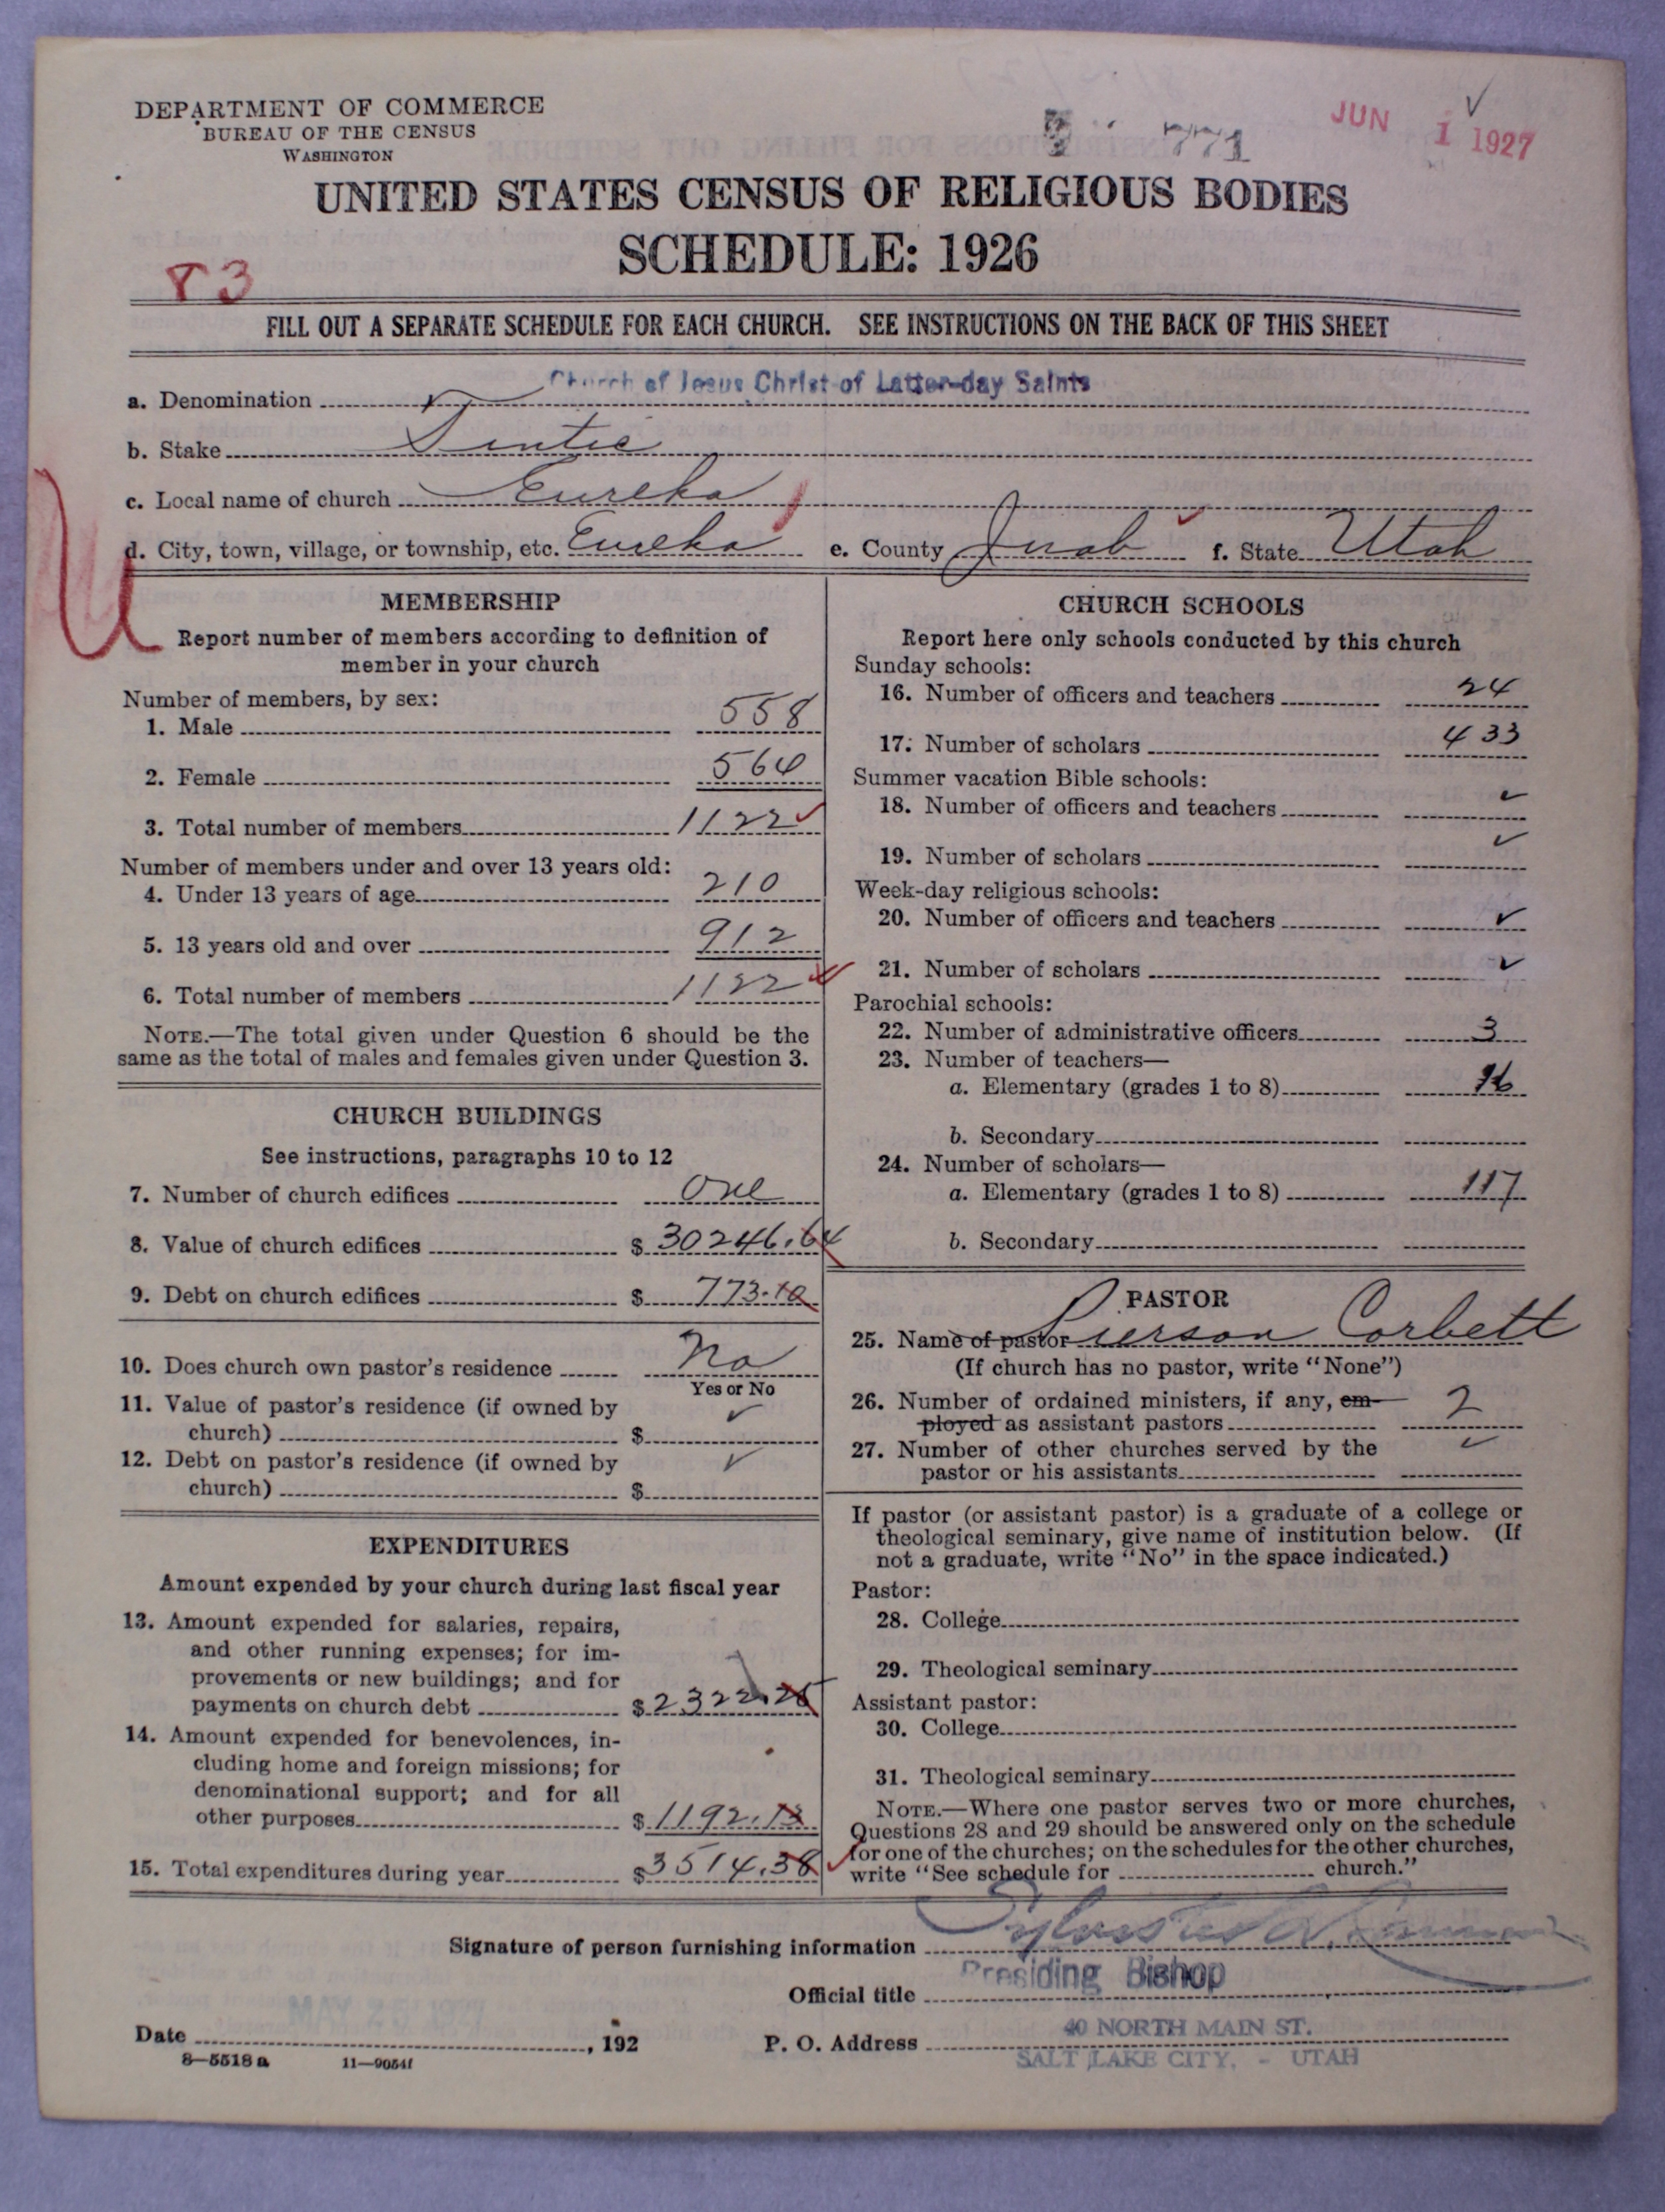 DEPARTMENT OF COMMERCE
BUREAU OF THE CENSUS
WASHINGTON
771
JUN 1 1927
UNITED STATES CENSUS OF RELIGIOUS BODIES
SCHEDULE: 1926
83
FILL OUT A SEPARATE SCHEDULE FOR EACH CHURCH. SEE INSTRUCTIONS ON THE BACK OF THIS SHEET
a. Denomination Church of Jesus Christ of Latter-day Saints
b. Stake Tintic
c. Local name of church Eureka
d. City, town, village, or township, etc. Eureka e. County Juab f. State Utah
U
MEMBERSHIP
Report number of members according to definition of
member in your church
Number of members, by sex:
1. Male 558
2. Female 564
3. Total number of members 1122
Number of members under and over 13 years old:
4. Under 13 years of age 210
5. 13 years old and over 912
6. Total number of members 1122
NOTE.—The total given under Question 6 should be the
same as the total of males and females given under Question 3.
CHURCH BUILDINGS
See instructions, paragraphs 10 to 12
7. Number of church edifices One
8. Value of church edifices $ 30246.64
9. Debt on church edifices $ 773.10
10. Does church own pastor's residence No
Yes or No
11. Value of pastor's residence (if owned by
church) $ ✓
12. Debt on pastor's residence (if owned by
church) $ ✓
EXPENDITURES
Amount expended by your church during last fiscal year
13. Amount expended for salaries, repairs,
and other running expenses; for im-
provements or new buildings; and for
payments on church debt $ 2322.25
14. Amount expended for benevolences, in-
cluding home and foreign missions; for
denominational support; and for all
other purposes $ 1192.13
15. Total expenditures during year $ 3514.38
CHURCH SCHOOLS
Report here only schools conducted by this church
Sunday schools:
16. Number of officers and teachers 24
17. Number of scholars 433
Summer vacation Bible schools:
18. Number of officers and teachers ✓
19. Number of scholars ✓
Week-day religious schools:
20. Number of officers and teachers ✓
21. Number of scholars ✓
Parochial schools:
22. Number of administrative officers 3
23. Number of teachers—
a. Elementary (grades 1 to 8)
b. Secondary
24. Number of scholars—
a. Elementary (grades 1 to 8) 117
b. Secondary
PASTOR
25. Name of pastor Pierson Corbett
(If church has no pastor, write "None")
26. Number of ordained ministers, if any, em-
ployed as assistant pastors 2
27. Number of other churches served by the
pastor or his assistants ✓
If pastor (or assistant pastor) is a graduate of a college or
theological seminary, give name of institution below. (If
not a graduate, write "No" in the space indicated.)
Pastor:
28. College
29. Theological seminary
Assistant pastor:
30. College
31. Theological seminary
NOTE.—Where one pastor serves two or more churches,
Questions 28 and 29 should be answered only on the schedule
for one of the churches; on the schedules for the other churches,
write "See schedule for church."
Signature of person furnishing information
Official title Presiding Bishop
Date , 192 P. O. Address 40 NORTH MAIN ST.
SALT LAKE CITY, - UTAH
8—5518 a 11—9054f